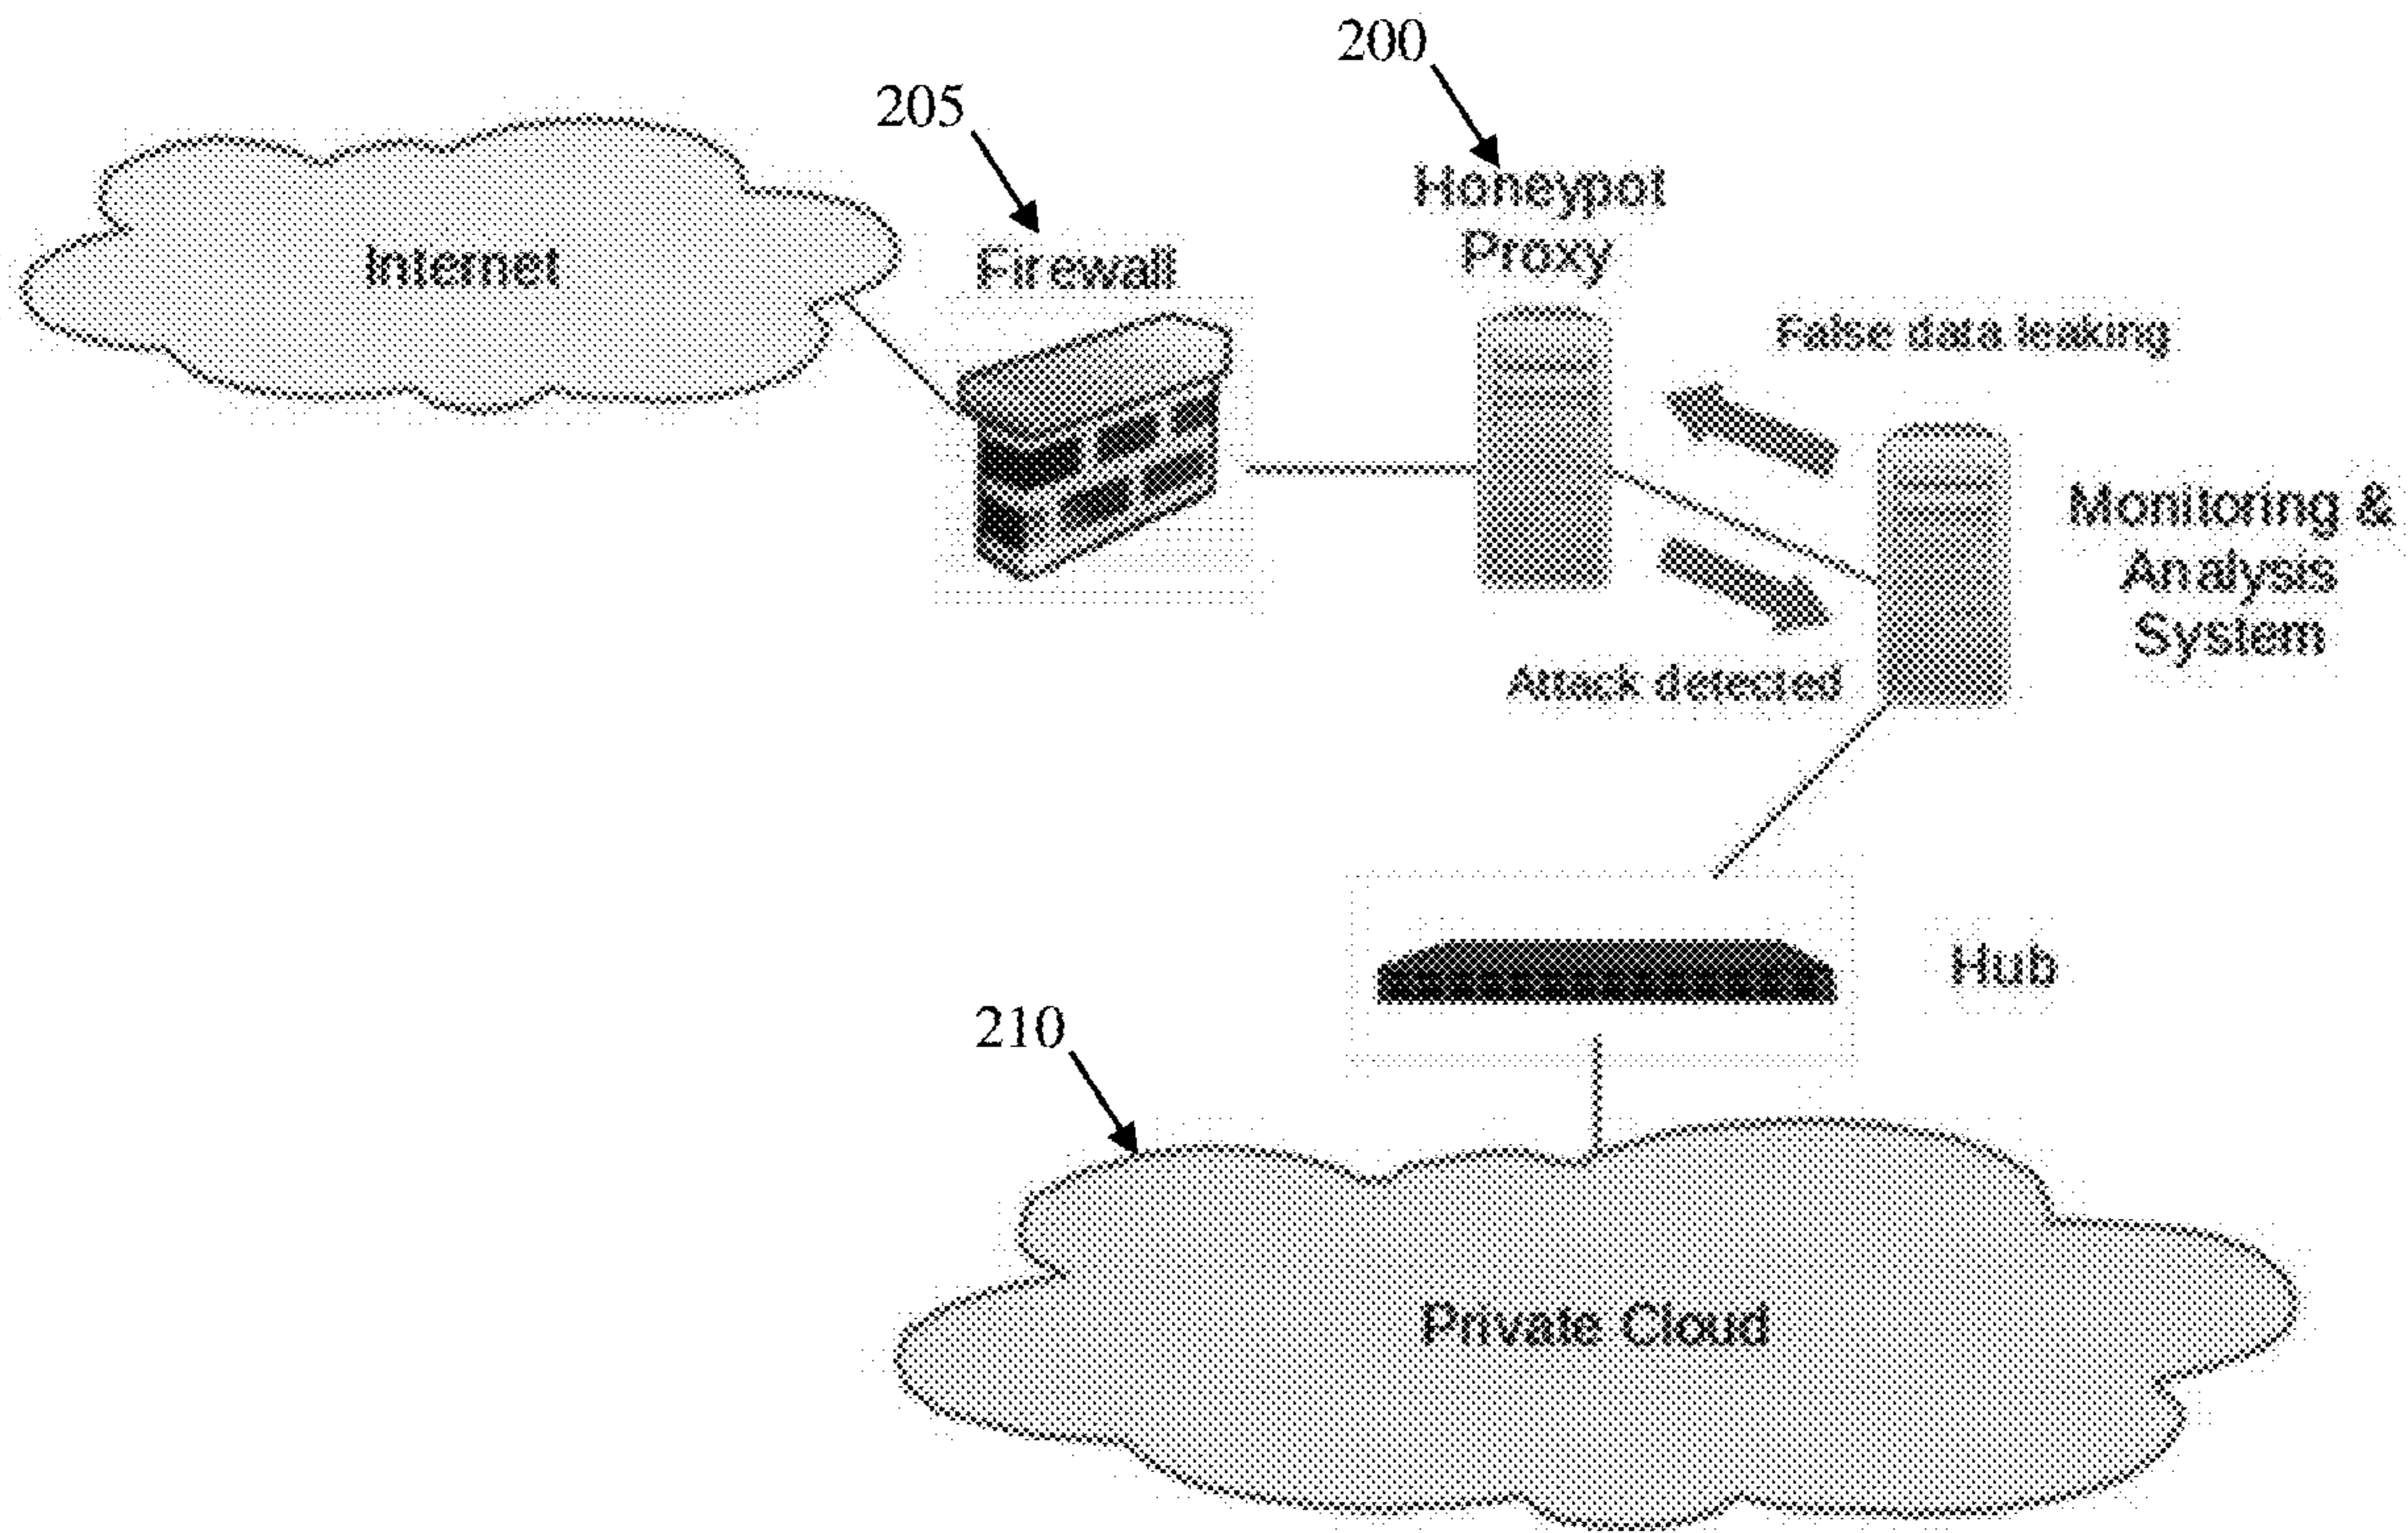 200
205
Honeypot
Proxy
Internet
Firewall
False data leaking
Monitoring &
Analysis
System
Attack detected
Hub
210
Private Cloud